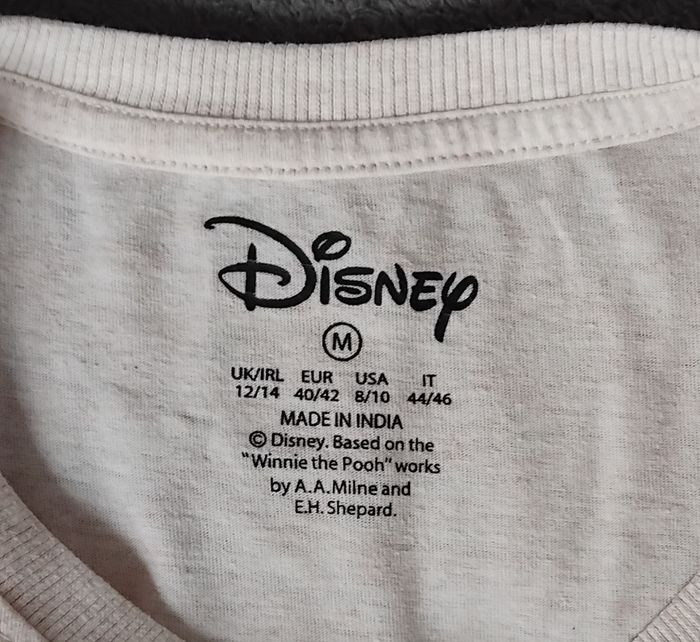 Disney
M
UK/IRL EUR USA IT
12/14 40/42 8/10 44/46
MADE IN INDIA
© Disney. Based on the
"Winnie the Pooh" works
by A.A.Milne and
E.H. Shepard.